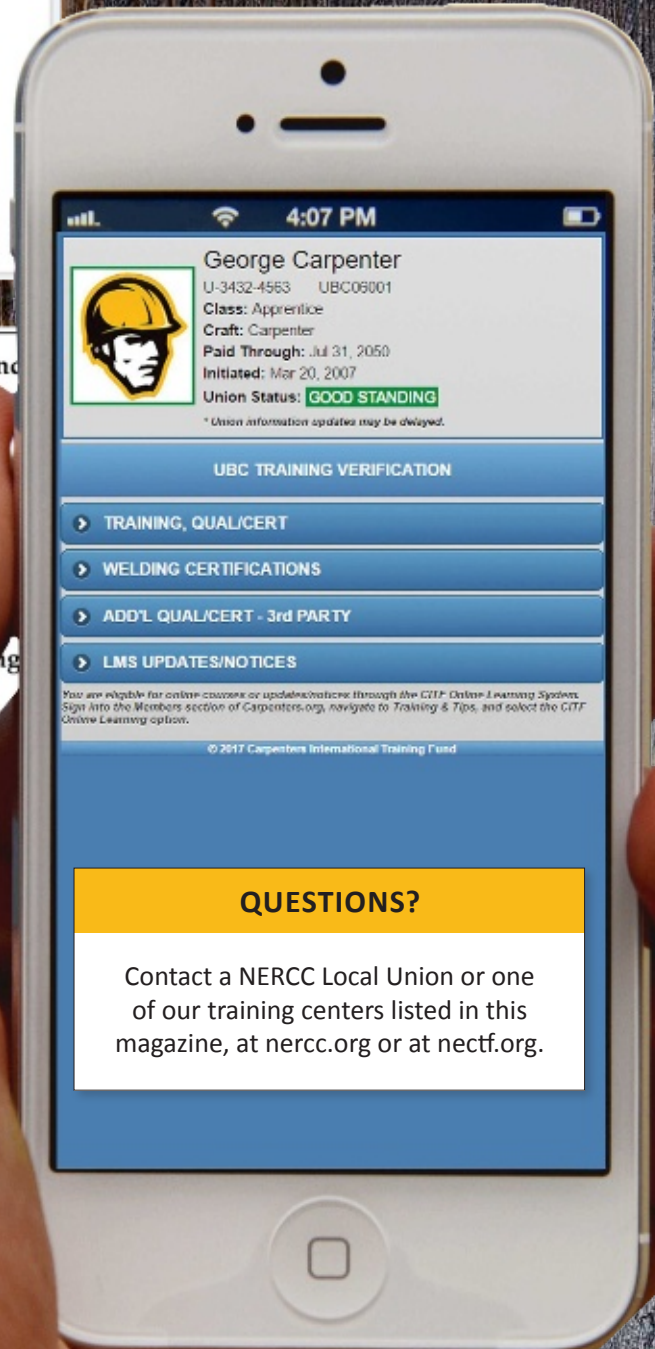 4:07 PM
George Carpenter
U-3432-4563 UBC06001
Class: Apprentice
Craft: Carpenter
Paid Through: Jul 31, 2050
Initiated: Mar 20, 2007
Union Status: GOOD STANDING
* Union information updates may be delayed.
UBC TRAINING VERIFICATION
TRAINING, QUAL/CERT
WELDING CERTIFICATIONS
ADD'L QUAL/CERT - 3rd PARTY
LMS UPDATES/NOTICES
You are eligible for online courses or updates/notices through the CITF Online Learning System.
Sign into the Members section of Carpenters.org, navigate to Training & Tips, and select the CITF
Online Learning option.
© 2017 Carpenters International Training Fund
QUESTIONS?
Contact a NERCC Local Union or one
of our training centers listed in this
magazine, at nercc.org or at nectf.org.